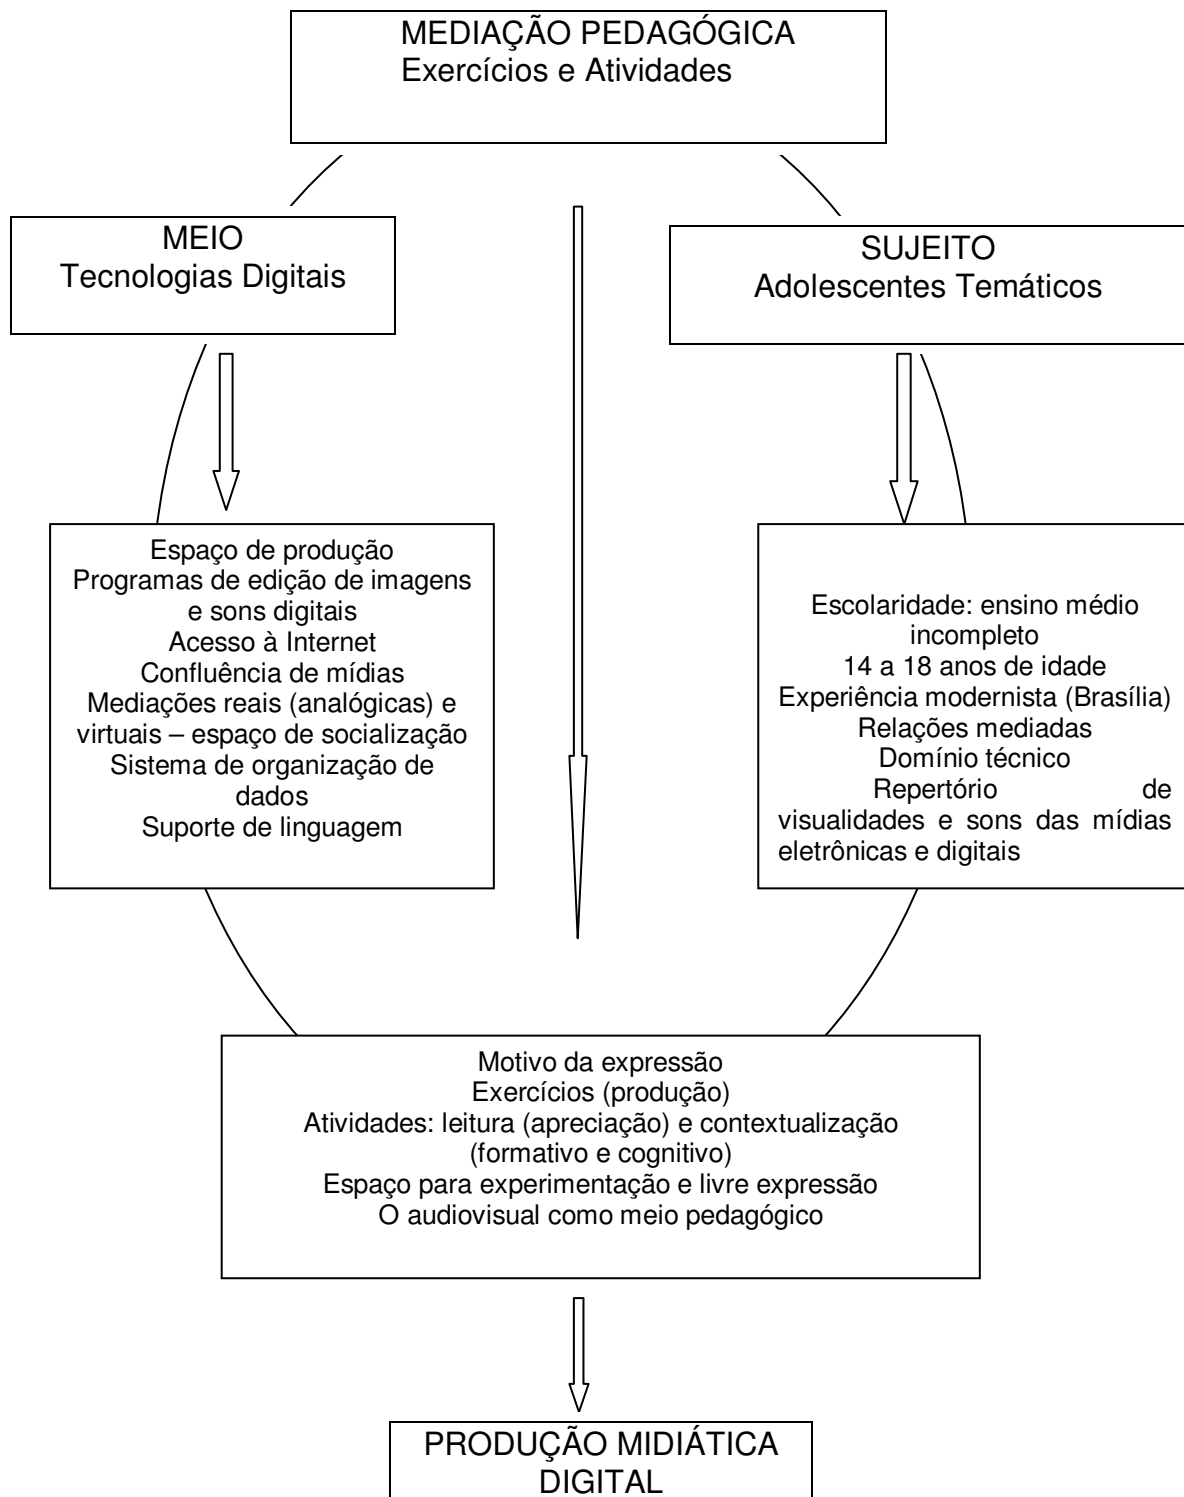 MEDIAÇÃO PEDAGÓGICA
Exercícios e Atividades
MEIO
Tecnologias Digitais
SUJEITO
Adolescentes Temáticos
Espaço de produção
Programas de edição de imagens
e sons digitais
Acesso à Internet
Confluência de mídias
Mediações reais (analógicas) e
virtuais – espaço de socialização
Sistema de organização de
dados
Suporte de linguagem
Escolaridade: ensino médio
incompleto
14 a 18 anos de idade
Experiência modernista (Brasília)
Relações mediadas
Domínio técnico
Repertório de
visualidades e sons das mídias
eletrônicas e digitais
Motivo da expressão
Exercícios (produção)
Atividades: leitura (apreciação) e contextualização
(formativo e cognitivo)
Espaço para experimentação e livre expressão
O audiovisual como meio pedagógico
PRODUÇÃO MIDIÁTICA
DIGITAL